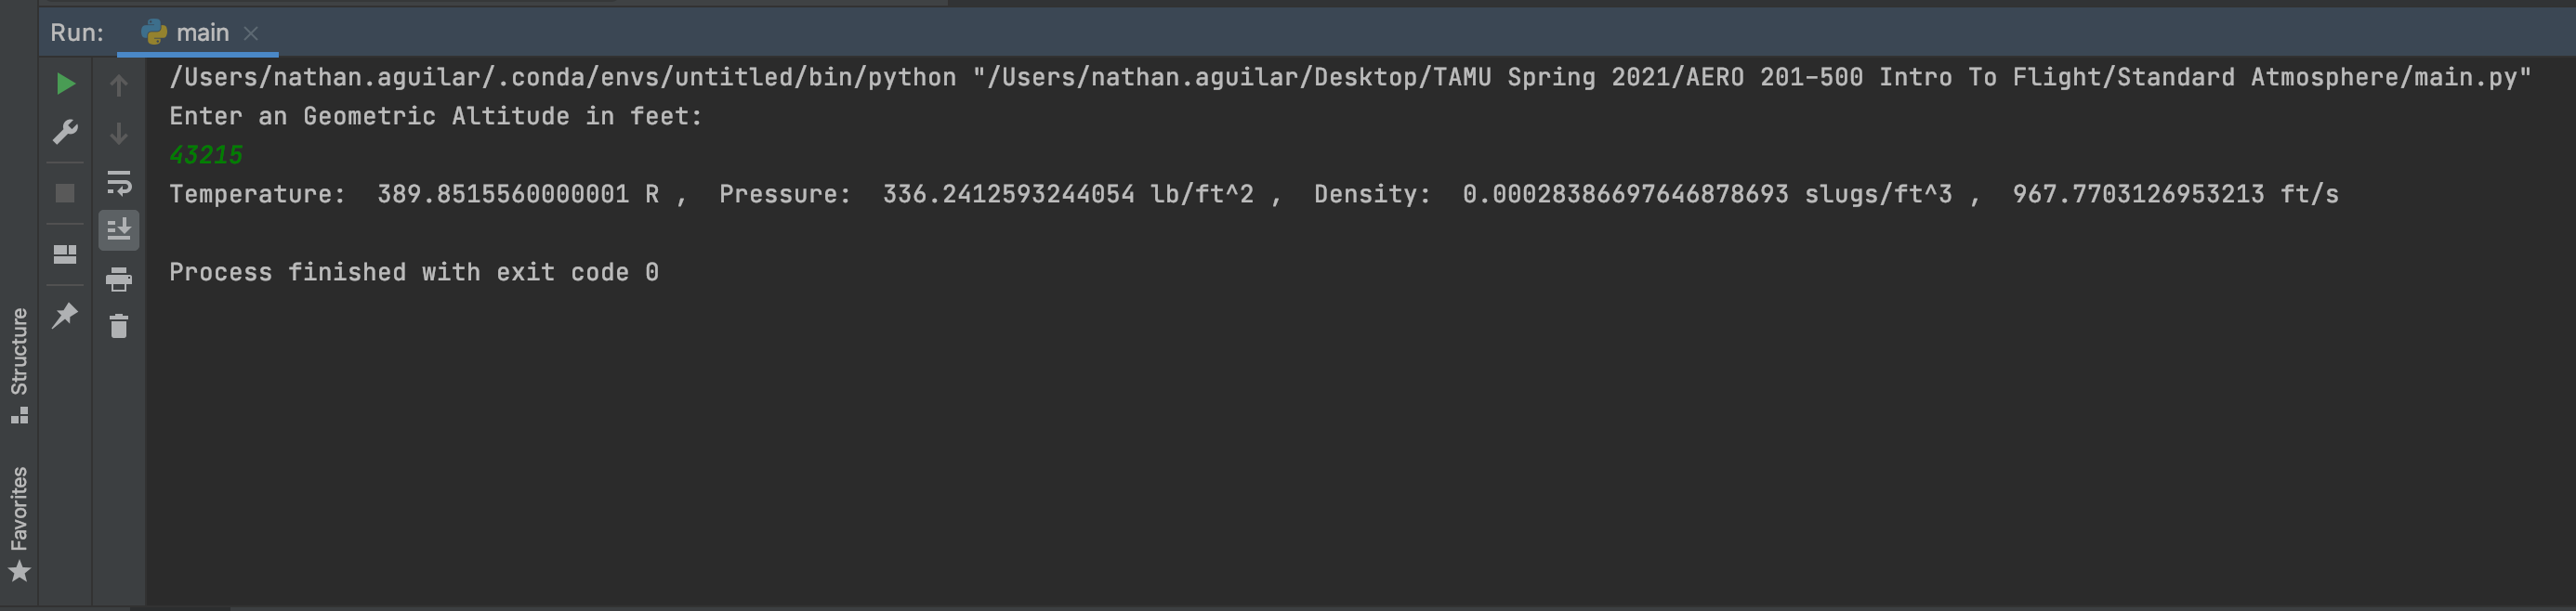 Run: main
/Users/nathan.aguilar/.conda/envs/untitled/bin/python "/Users/nathan.aguilar/Desktop/TAMU Spring 2021/AERO 201-500 Intro To Flight/Standard Atmosphere/main.py"
Enter an Geometric Altitude in feet:
43215
Temperature:  389.8515560000001 R ,  Pressure:  336.2412593244054 lb/ft^2 ,  Density:  0.00028386697646878693 slugs/ft^3 ,  967.7703126953213 ft/s
Process finished with exit code 0
Structure
Favorites